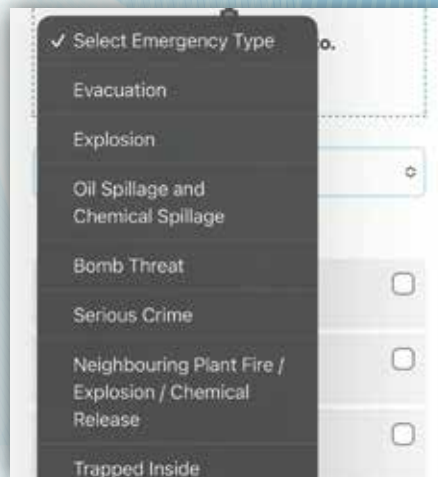 ✓ Select Emergency Type
o.
Evacuation
Explosion
Oil Spillage and
Chemical Spillage
Bomb Threat
Serious Crime
Neighbouring Plant Fire /
Explosion / Chemical
Release
Trapped Inside